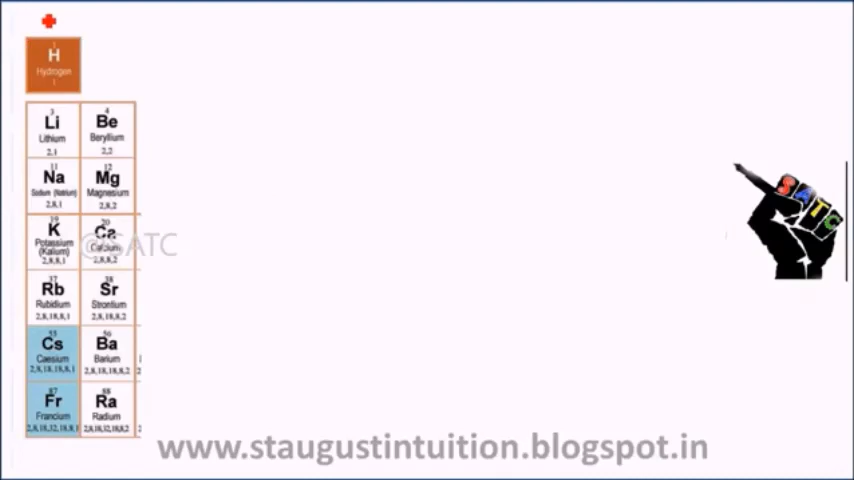 1
H
Hydrogen
1
3
Li
Lithium
2,1
4
Be
Beryllium
2,2
11
Na
Sodium (Natrium)
2,8,1
12
Mg
Magnesium
2,8,2
19
K
Potassium
(Kalium)
2,8,8,1
20
Ca
Calcium
2,8,8,2
37
Rb
Rubidium
2,8,18,8,1
38
Sr
Strontium
2,8,18,8,2
55
Cs
Caesium
2,8,18,18,8,1
56
Ba
Barium
2,8,18,18,8,2
87
Fr
Francium
2,8,18,32,18,8,1
88
Ra
Radium
2,8,18,32,18,8,2
@SATC
SATC
www.staugustintuition.blogspot.in